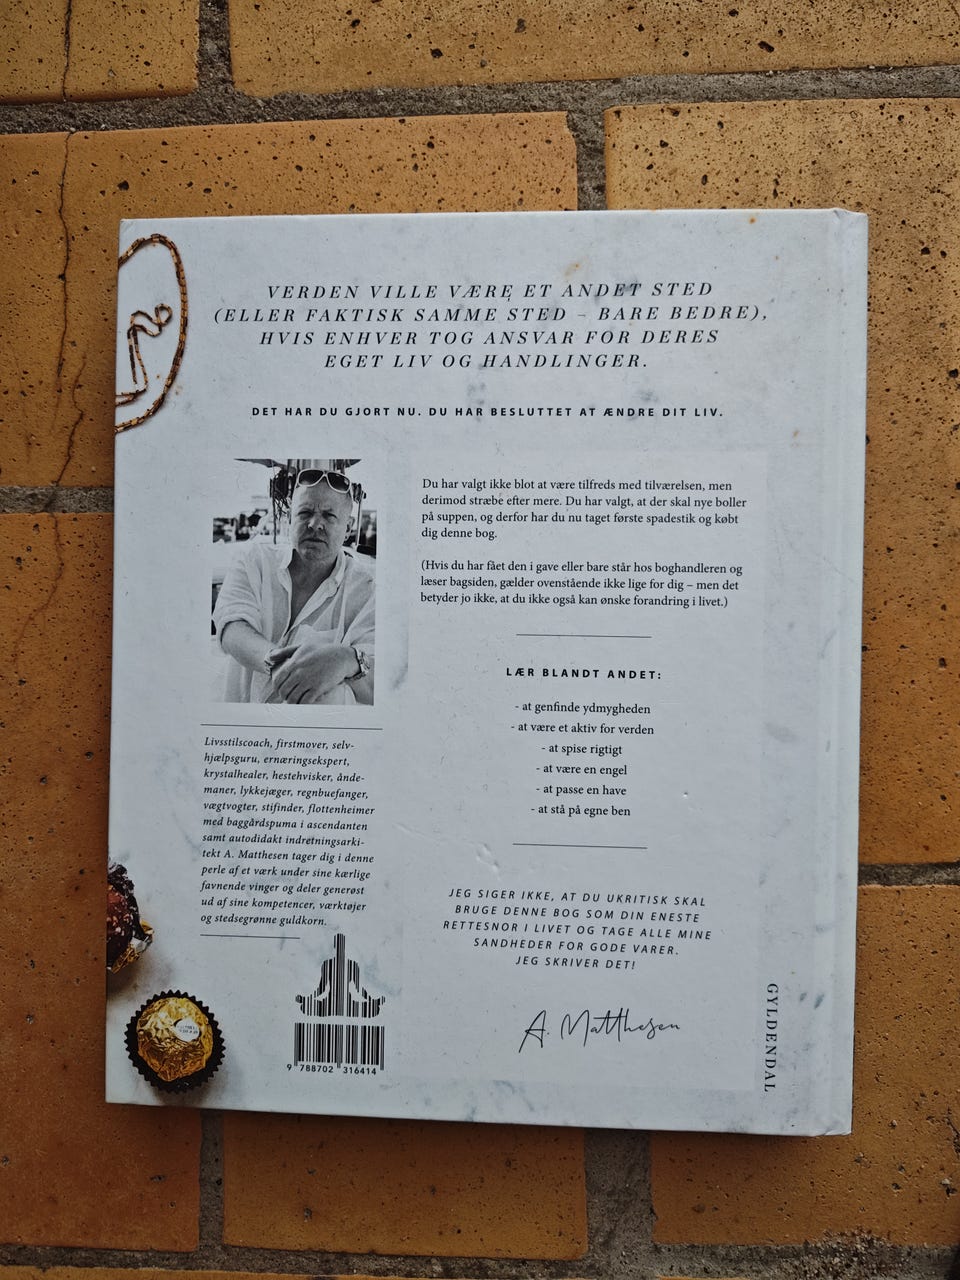 VERDEN VILLE VÆRE ET ANDET STED
(ELLER FAKTISK SAMME STED – BARE BEDRE),
HVIS ENHVER TOG ANSVAR FOR DERES
EGET LIV OG HANDLINGER.
DET HAR DU GJORT NU. DU HAR BESLUTTET AT ÆNDRE DIT LIV.
Du har valgt ikke blot at være tilfreds med tilværelsen, men
derimod stræbe efter mere. Du har valgt, at der skal nye boller
på suppen, og derfor har du nu taget første spadestik og købt
dig denne bog.
(Hvis du har fået den i gave eller bare står hos boghandleren og
læser bagsiden, gælder ovenstående ikke lige for dig – men det
betyder jo ikke, at du ikke også kan ønske forandring i livet.)
LÆR BLANDT ANDET:
- at genfinde ydmygheden
- at være et aktiv for verden
- at spise rigtigt
- at være en engel
- at passe en have
- at stå på egne ben
Livsstilscoach, firstmover, selv-
hjælpsguru, ernæringsekspert,
krystalhealer, hestehvisker, ånde-
maner, lykkejæger, regnbuefanger,
vægtvogter, stifinder, flottenheimer
med baggårdspuma i ascendanten
samt autodidakt indretningsarki-
tekt A. Matthesen tager dig i denne
perle af et værk under sine kærlige
favnende vinger og deler generøst
ud af sine kompetencer, værktøjer
og stedsegrønne guldkorn.
JEG SIGER IKKE, AT DU UKRITISK SKAL
BRUGE DENNE BOG SOM DIN ENESTE
RETTESNOR I LIVET OG TAGE ALLE MINE
SANDHEDER FOR GODE VARER.
JEG SKRIVER DET!
A. Matthesen
9 788702 316414
GYLDENDAL